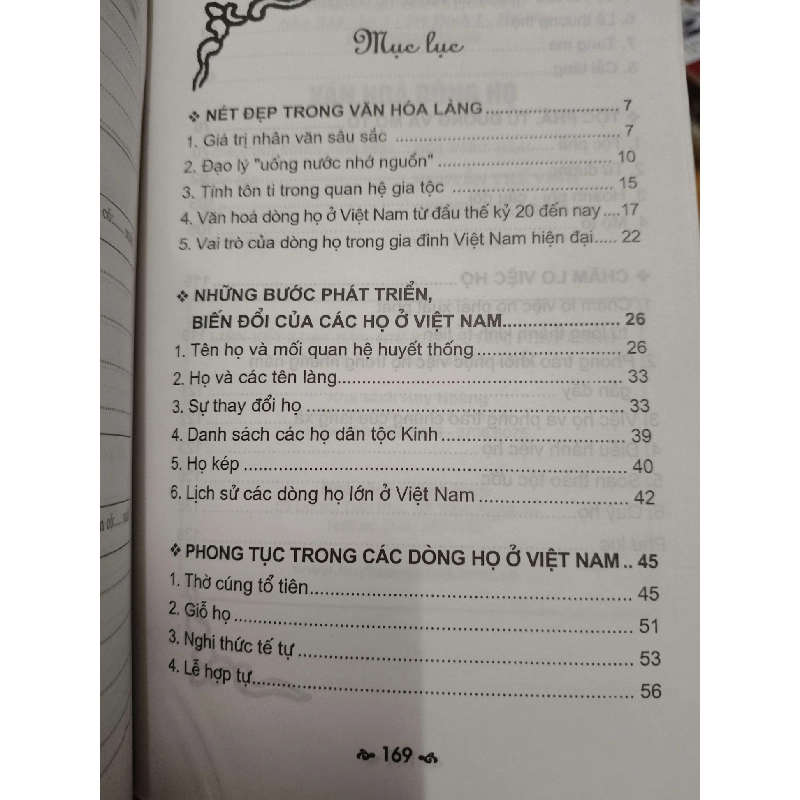 Mục lục
❖ NÉT ĐẸP TRONG VĂN HÓA LÀNG ........................ 7
1. Giá trị nhân văn sâu sắc ........................ 7
2. Đạo lý "uống nước nhớ nguồn" ........................ 10
3. Tính tôn ti trong quan hệ gia tộc ........................ 15
4. Văn hoá dòng họ ở Việt Nam từ đầu thế kỷ 20 đến nay ....17
5. Vai trò của dòng họ trong gia đình Việt Nam hiện đại..... 22
❖ NHỮNG BƯỚC PHÁT TRIỂN,
BIẾN ĐỔI CỦA CÁC HỌ Ở VIỆT NAM........................ 26
1. Tên họ và mối quan hệ huyết thống ........................ 26
2. Họ và các tên làng........................ 33
3. Sự thay đổi họ ........................ 33
4. Danh sách các họ dân tộc Kinh ........................ 39
5. Họ kép ........................ 40
6. Lịch sử các dòng họ lớn ở Việt Nam ........................ 42
❖ PHONG TỤC TRONG CÁC DÒNG HỌ Ở VIỆT NAM .. 45
1. Thờ cúng tổ tiên........................ 45
2. Giỗ họ ........................ 51
3. Nghi thức tế tự ........................ 53
4. Lễ hợp tự........................ 56
169